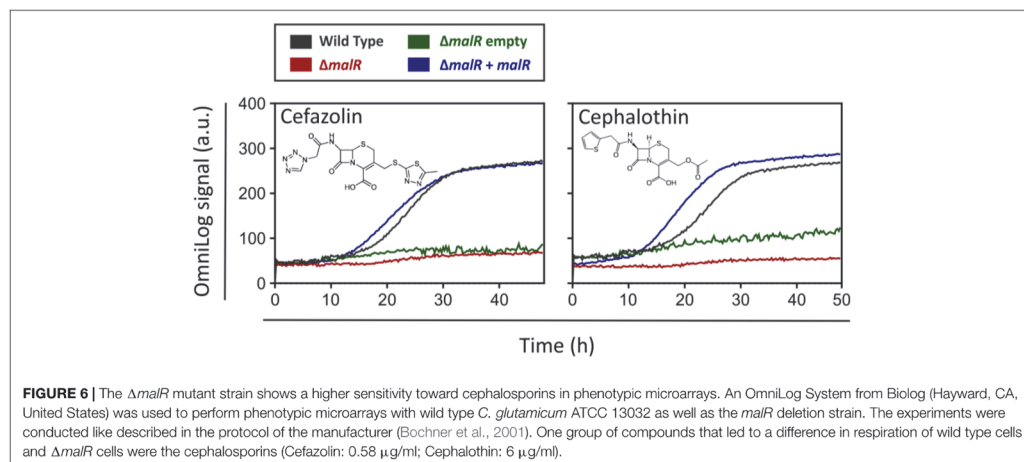 Wild Type
ΔmalR empty
ΔmalR
ΔmalR + malR
OmniLog signal (a.u.)
400
300
200
100
0
Cefazolin
N
N
N
N
O
H
N
S
O
N
HO
O
S
S
N
N
0
10
20
30
40
Cephalothin
S
O
H
N
H
S
O
N
O
OH
O
O
0
10
20
30
40
50
Time (h)
FIGURE 6 | The ΔmalR mutant strain shows a higher sensitivity toward cephalosporins in phenotypic microarrays. An OmniLog System from Biolog (Hayward, CA,
United States) was used to perform phenotypic microarrays with wild type C. glutamicum ATCC 13032 as well as the malR deletion strain. The experiments were
conducted like described in the protocol of the manufacturer (Bochner et al., 2001). One group of compounds that led to a difference in respiration of wild type cells
and ΔmalR cells were the cephalosporins (Cefazolin: 0.58 μg/ml; Cephalothin: 6 μg/ml).